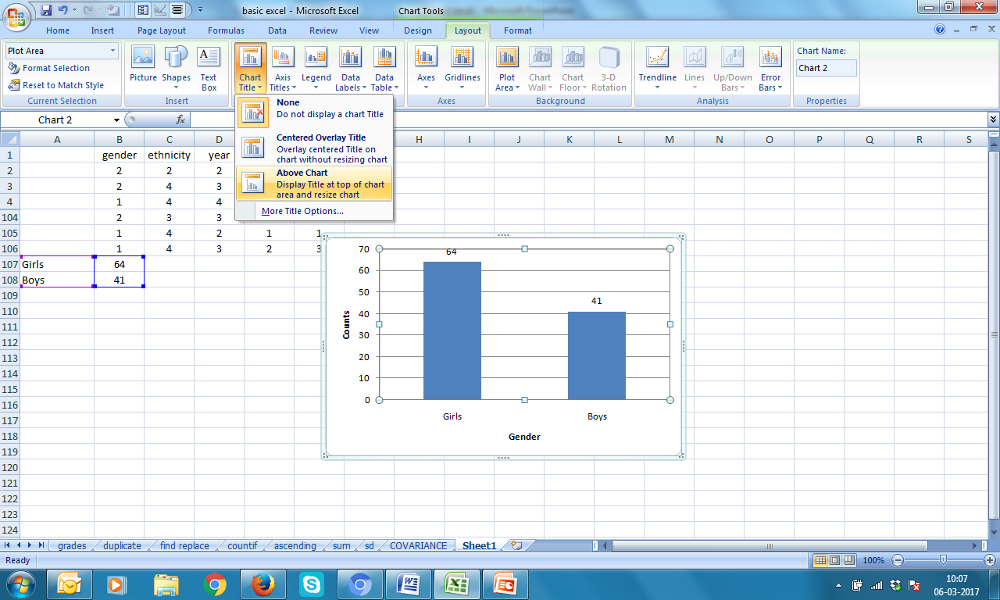 basic excel - Microsoft Excel Chart Tools
Home Insert Page Layout Formulas Data Review View Design Layout Format
Plot Area
Format Selection
Reset to Match Style
Current Selection
Picture Shapes Text Box
Insert
Chart Title Axis Titles Legend Data Labels Data Table
Axes Gridlines
Axes
Plot Area Chart Wall Chart Floor 3-D Rotation
Background
Trendline Lines Up/Down Bars Error Bars
Analysis
Chart Name:
Chart 2
Properties
None
Do not display a chart Title
Centered Overlay Title
Overlay centered Title on
chart without resizing chart
Above Chart
Display Title at top of chart
area and resize chart
More Title Options...
Chart 2 fx
A B C D H I J K L M N O P Q R S
1 gender ethnicity year
2 2 2 2
3 2 4 3
4 1 4 4
104 2 3 3
105 1 4 2 1 1
106 1 4 3 2 3
107 Girls 64
108 Boys 41
109
110
111
112
113
114
115
116
117
118
119
120
121
122
123
124
70
60
50
40
30
20
10
0
Counts
64
41
Girls Boys
Gender
grades duplicate find replace countif ascending sum sd COVARIANCE Sheet1
Ready 100%
10:07
06-03-2017